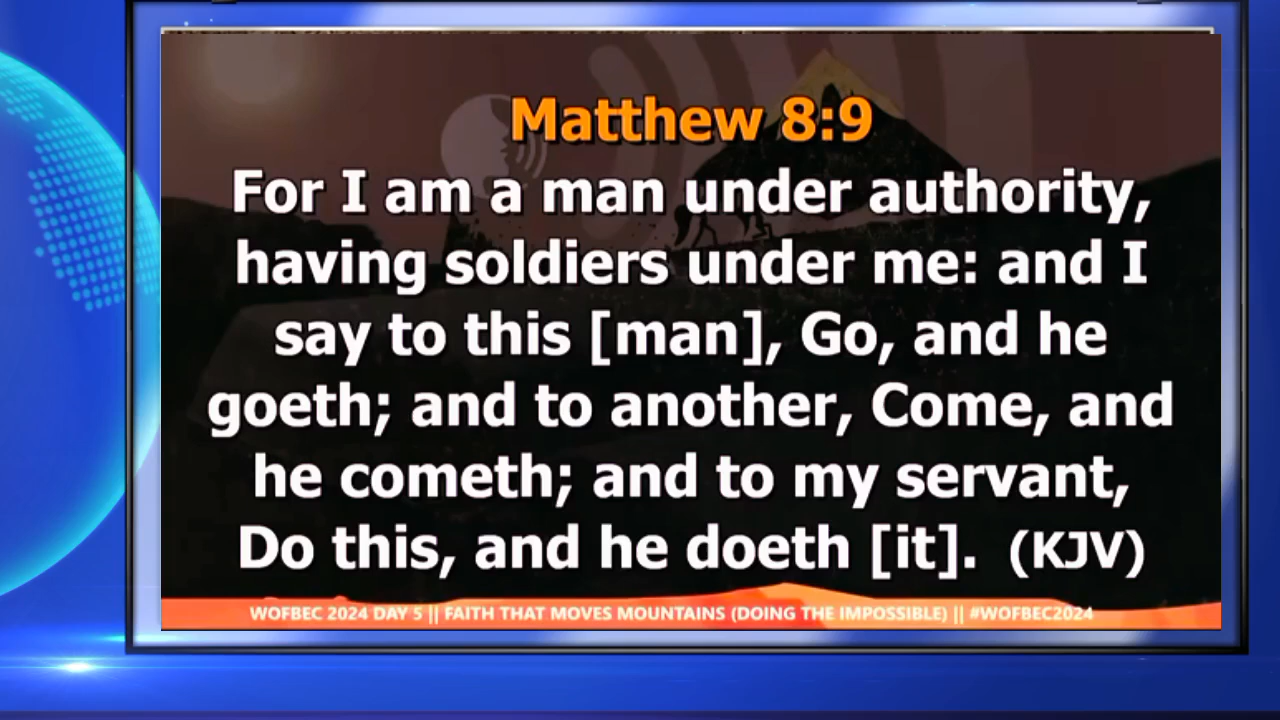 Matthew 8:9
For I am a man under authority,
having soldiers under me: and I
say to this [man], Go, and he
goeth; and to another, Come, and
he cometh; and to my servant,
Do this, and he doeth [it].  (KJV)
WOFBEC 2024 DAY 5 || FAITH THAT MOVES MOUNTAINS (DOING THE IMPOSSIBLE) || #WOFBEC2024